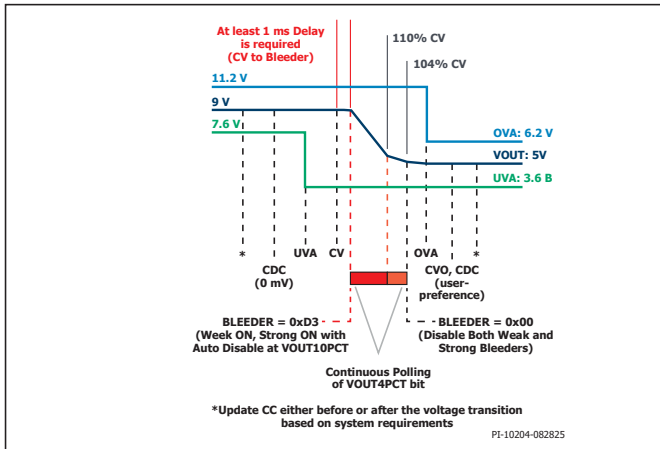 At least 1 ms Delay
is required
(CV to Bleeder)
110% CV
104% CV
11.2 V
9 V
7.6 V
OVA: 6.2 V
VOUT: 5V
UVA: 3.6 B
*
UVA
CV
OVA
*
CDC
(0 mV)
CVO, CDC
(user-
preference)
BLEEDER = 0xD3
(Week ON, Strong ON with
Auto Disable at VOUT10PCT
BLEEDER = 0x00
(Disable Both Weak and
Strong Bleeders)
Continuous Polling
of VOUT4PCT bit
*Update CC either before or after the voltage transition
based on system requirements
PI-10204-082825